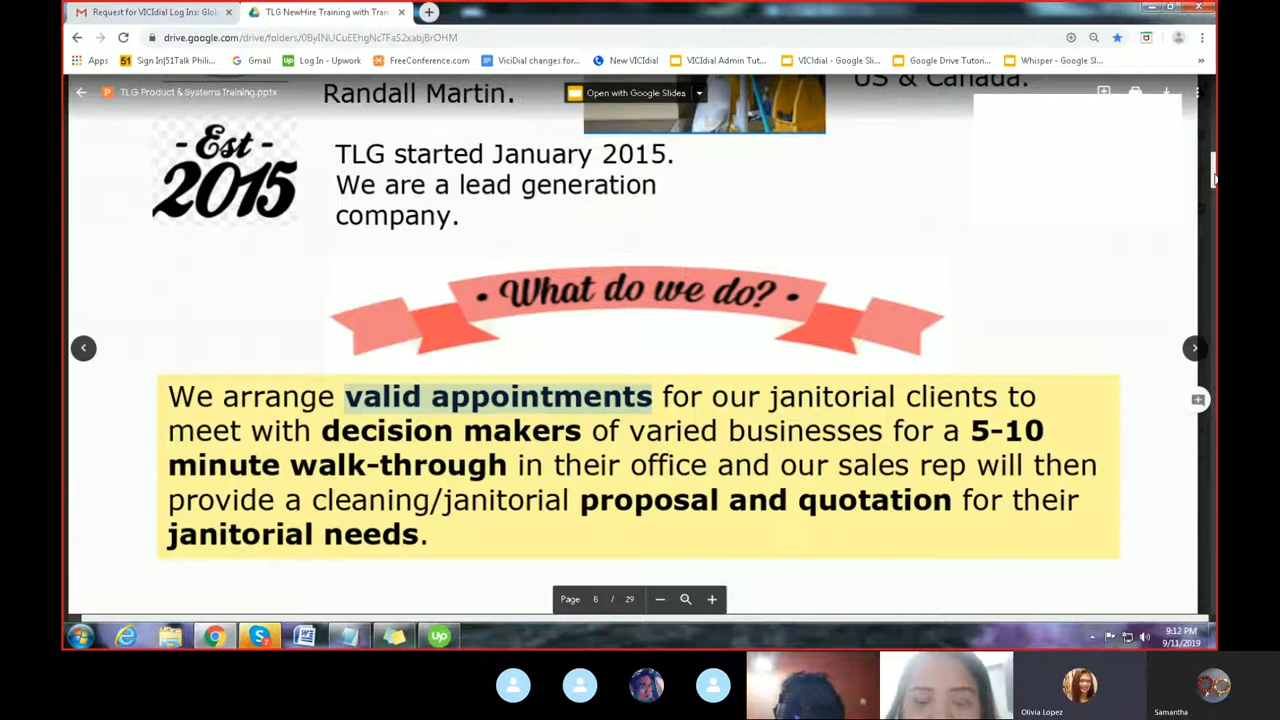 Request for VICIdial Log Ins: Glob
TLG NewHire Training with Tran
drive.google.com/drive/folders/0ByINUCuEEhgNcTFaS2xabjBrOHM
Apps
Sign In|51Talk Phili...
Gmail
Log In - Upwork
FreeConference.com
ViciDial changes for...
New VICIdial
VICIdial Admin Tut...
VICIdial - Google Sli...
Google Drive Tutori...
Whisper - Google Sl...
»
US & Canada.
Randall Martin.
TLG Product & Systems Training.pptx
Open with Google Slides
- Est -
2015
TLG started January 2015.
We are a lead generation
company.
• What do we do? •
We arrange valid appointments for our janitorial clients to
meet with decision makers of varied businesses for a 5-10
minute walk-through in their office and our sales rep will then
provide a cleaning/janitorial proposal and quotation for their
janitorial needs.
Page 6 / 29
9:12 PM
9/11/2019
Olivia Lopez
Samantha